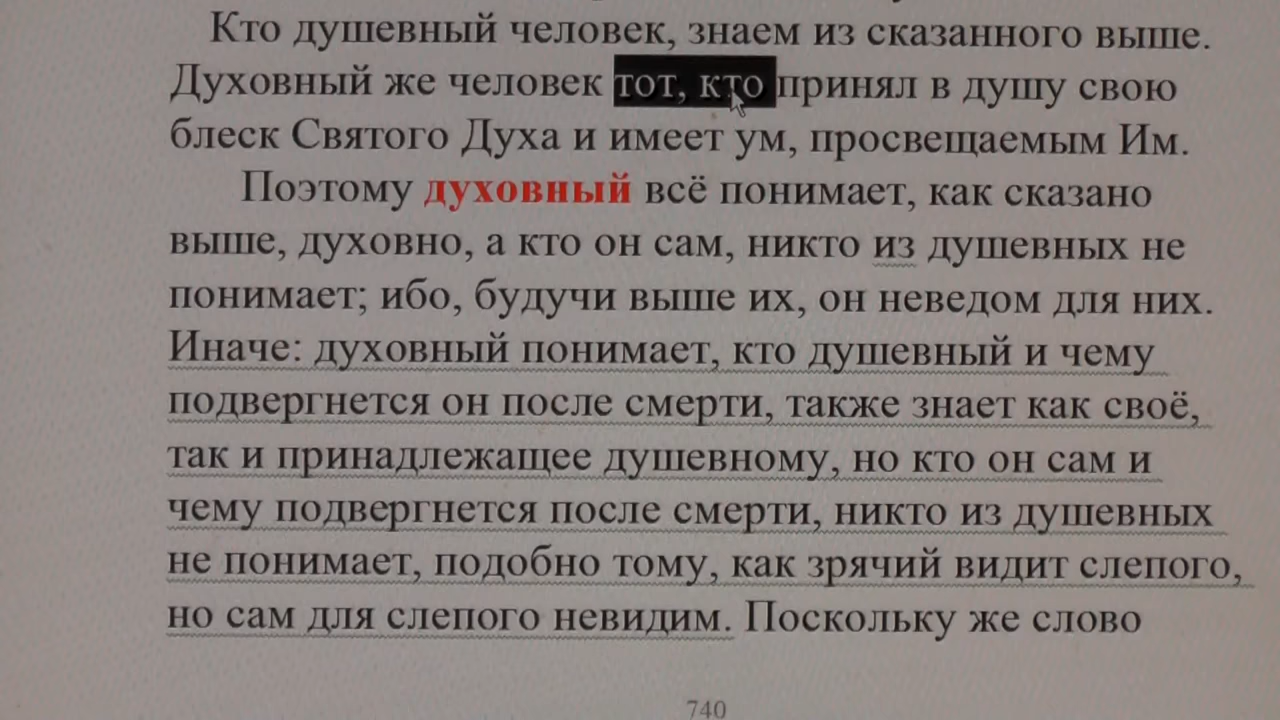 Кто душевный человек, знаем из сказанного выше.
Духовный же человек тот, кто принял в душу свою
блеск Святого Духа и имеет ум, просвещаемым Им.
Поэтому духовный всё понимает, как сказано
выше, духовно, а кто он сам, никто из душевных не
понимает; ибо, будучи выше их, он неведом для них.
Иначе: духовный понимает, кто душевный и чему
подвергнется он после смерти, также знает как своё,
так и принадлежащее душевному, но кто он сам и
чему подвергнется после смерти, никто из душевных
не понимает, подобно тому, как зрячий видит слепого,
но сам для слепого невидим. Поскольку же слово
740